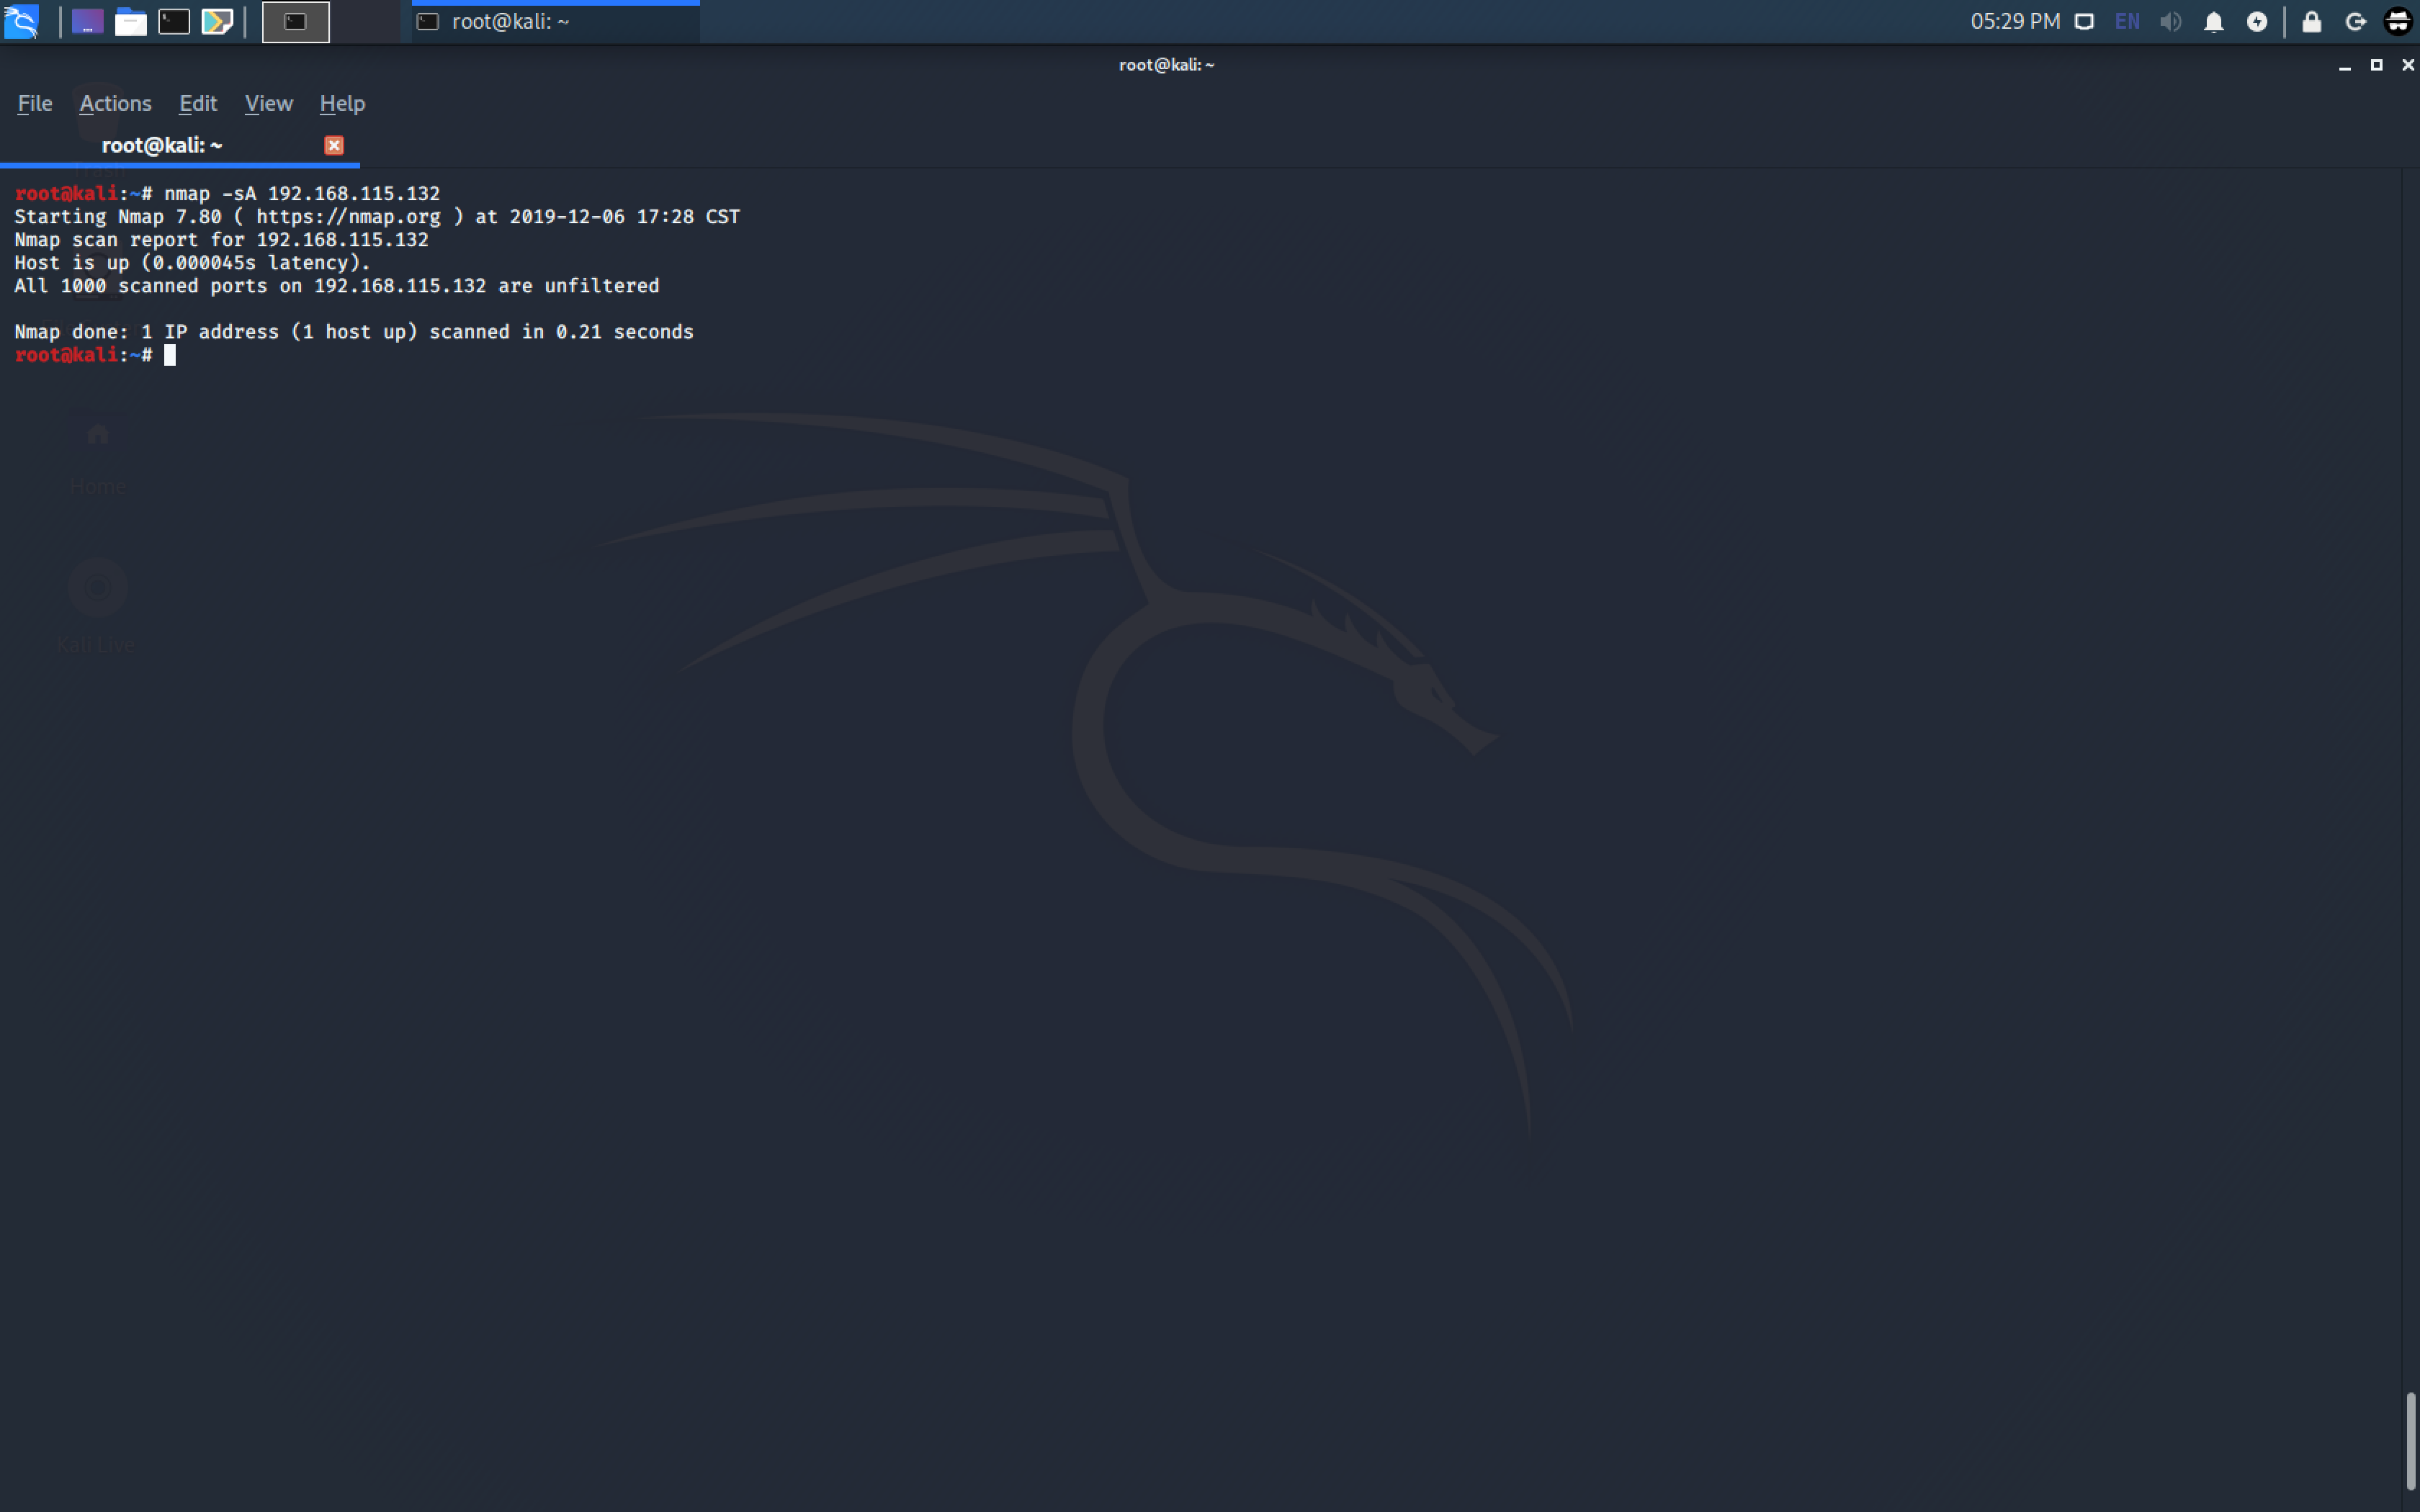 root@kali: ~
05:29 PM
EN
root@kali: ~
File Actions Edit View Help
root@kali: ~
Trash
root@kali:~# nmap -sA 192.168.115.132
Starting Nmap 7.80 ( https://nmap.org ) at 2019-12-06 17:28 CST
Nmap scan report for 192.168.115.132
Host is up (0.000045s latency).
All 1000 scanned ports on 192.168.115.132 are unfiltered
Nmap done: 1 IP address (1 host up) scanned in 0.21 seconds
root@kali:~#
Home
Kali Live